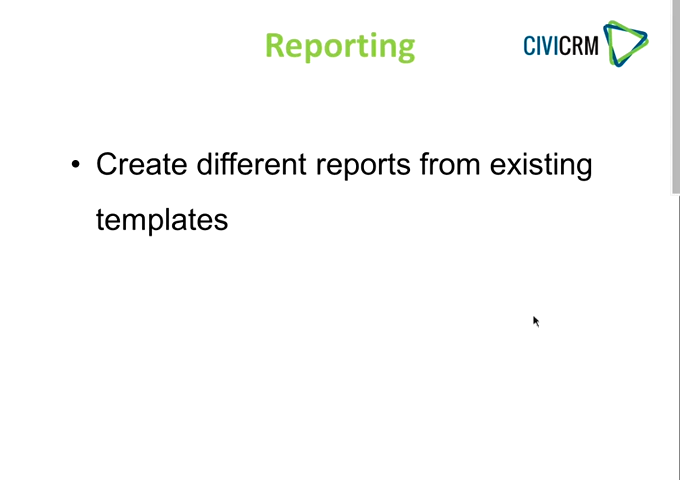 Reporting
CIVICRM
• Create different reports from existing
templates